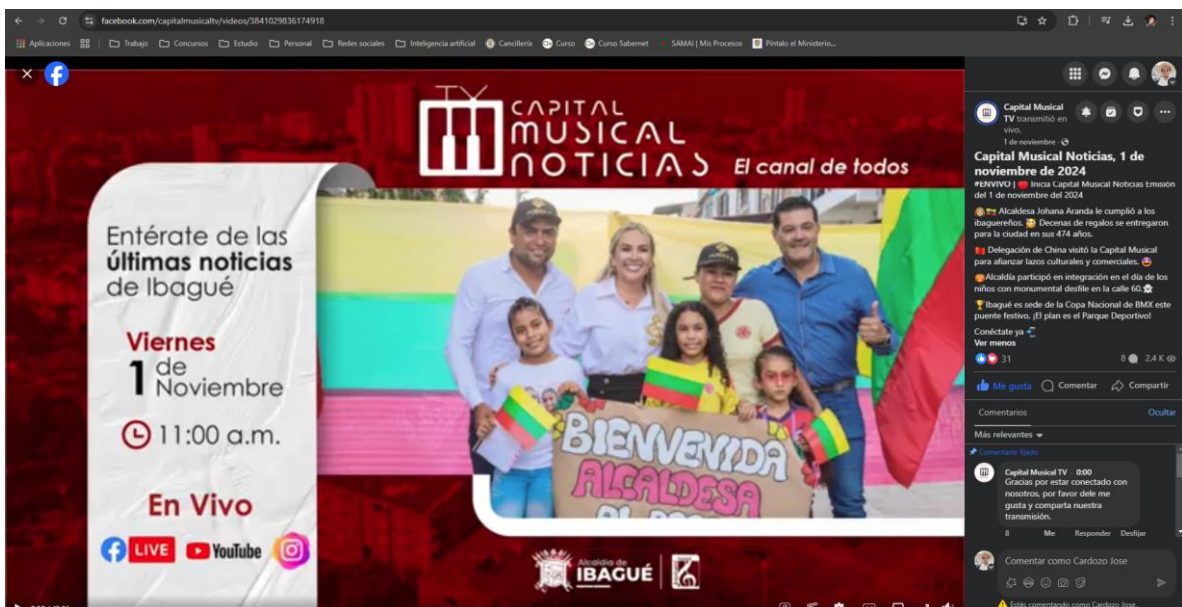 facebook.com/capitalmusicaltv/videos/3841029836174918
Aplicaciones
Trabajo
Concursos
Estudio
Personal
Redes sociales
Inteligencia artificial
Cancillería
Curso
Curso Sabernet
SAMAI | Mis Procesos
Píntalo el Ministerio...
TV
CAPITAL
MUSICAL
NOTICIAS
El canal de todos
Entérate de las
últimas noticias
de Ibagué
Viernes
1 de
Noviembre
11:00 a.m.
En Vivo
LIVE
YouTube
BIENVENIDA
ALCALDESA
Alcaldía de
IBAGUÉ
Capital Musical
TV transmitió en
vivo.
1 de noviembre ·
Capital Musical Noticias, 1 de
noviembre de 2024
#ENVIVO | Inicia Capital Musical Noticias Emisión
del 1 de noviembre del 2024
Alcaldesa Johana Aranda le cumplió a los
ibaguereños. Decenas de regalos se entregaron
para la ciudad en sus 474 años.
Delegación de China visitó la Capital Musical
para afianzar lazos culturales y comerciales.
Alcaldía participó en integración en el día de los
niños con monumental desfile en la calle 60.
Ibagué es sede de la Copa Nacional de BMX este
puente festivo. ¡El plan es el Parque Deportivo!
Conéctate ya
Ver menos
31
8
2.4 K
Me gusta
Comentar
Compartir
Comentarios
Ocultar
Más relevantes
Comentario fijado
Capital Musical TV · 0:00
Gracias por estar conectado con
nosotros, por favor dele me
gusta y comparta nuestra
transmisión.
8 Me Responder Desfijar
Comentar como Cardozo Jose
Estás comentando como Cardozo Jose.